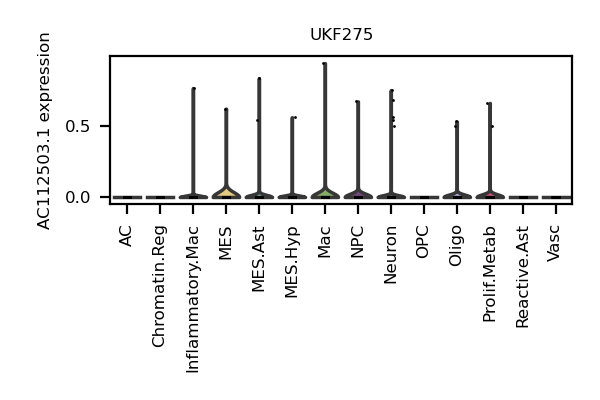 UKF275
AC112503.1 expression
0.5
0.0
AC
Chromatin.Reg
Inflammatory.Mac
MES
MES.Ast
MES.Hyp
Mac
NPC
Neuron
OPC
Oligo
Prolif.Metab
Reactive.Ast
Vasc